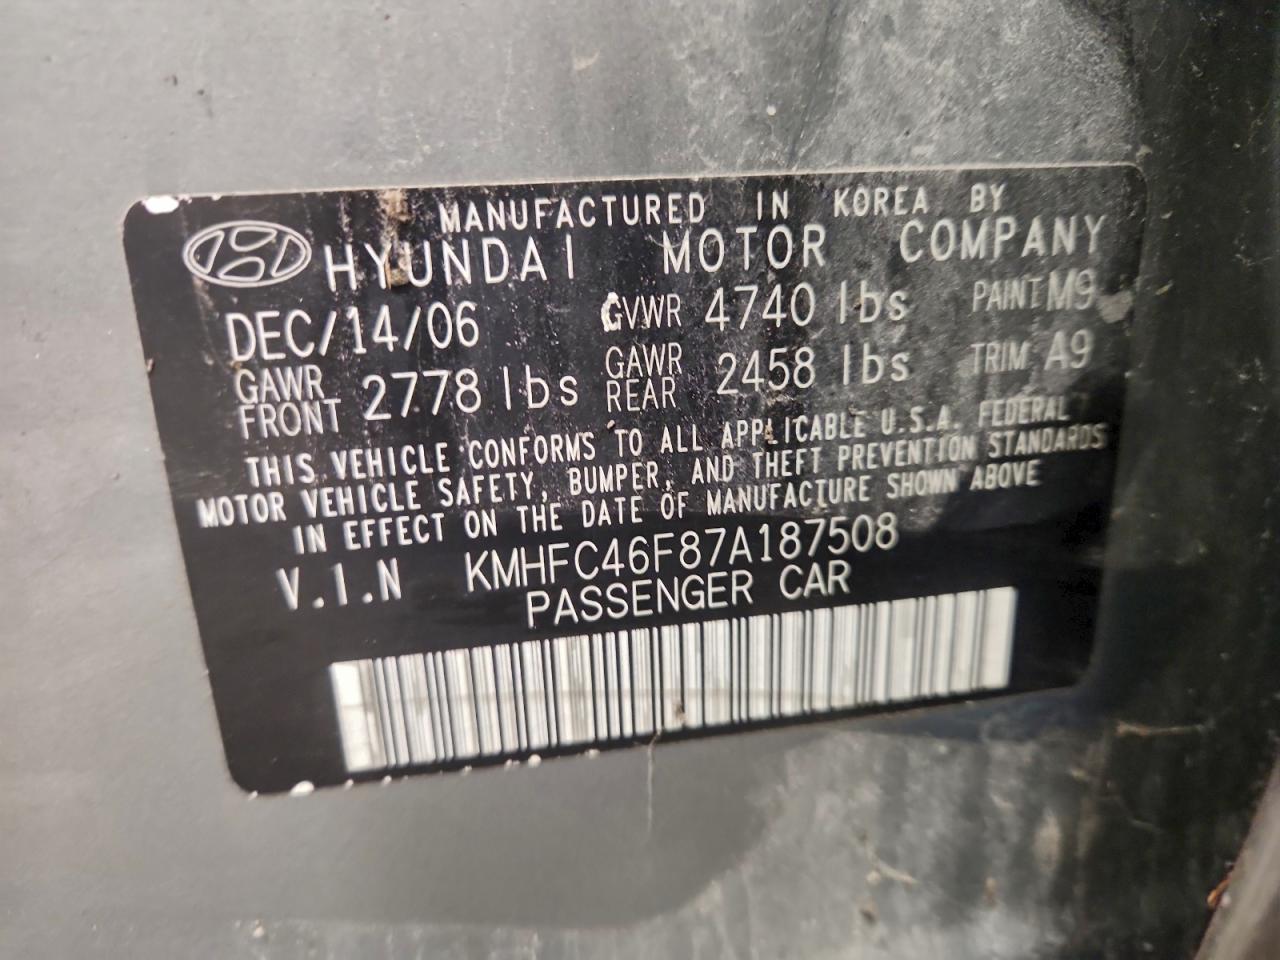 MANUFACTURED IN KOREA BY
HYUNDAI MOTOR COMPANY
DEC/14/06 GVWR 4740 lbs PAINT M9
GAWR FRONT 2778 lbs GAWR REAR 2458 lbs TRIM A9
THIS VEHICLE CONFORMS TO ALL APPLICABLE U.S.A. FEDERAL
MOTOR VEHICLE SAFETY, BUMPER, AND THEFT PREVENTION STANDARDS
IN EFFECT ON THE DATE OF MANUFACTURE SHOWN ABOVE
V.I.N KMHFC46F87A187508
PASSENGER CAR